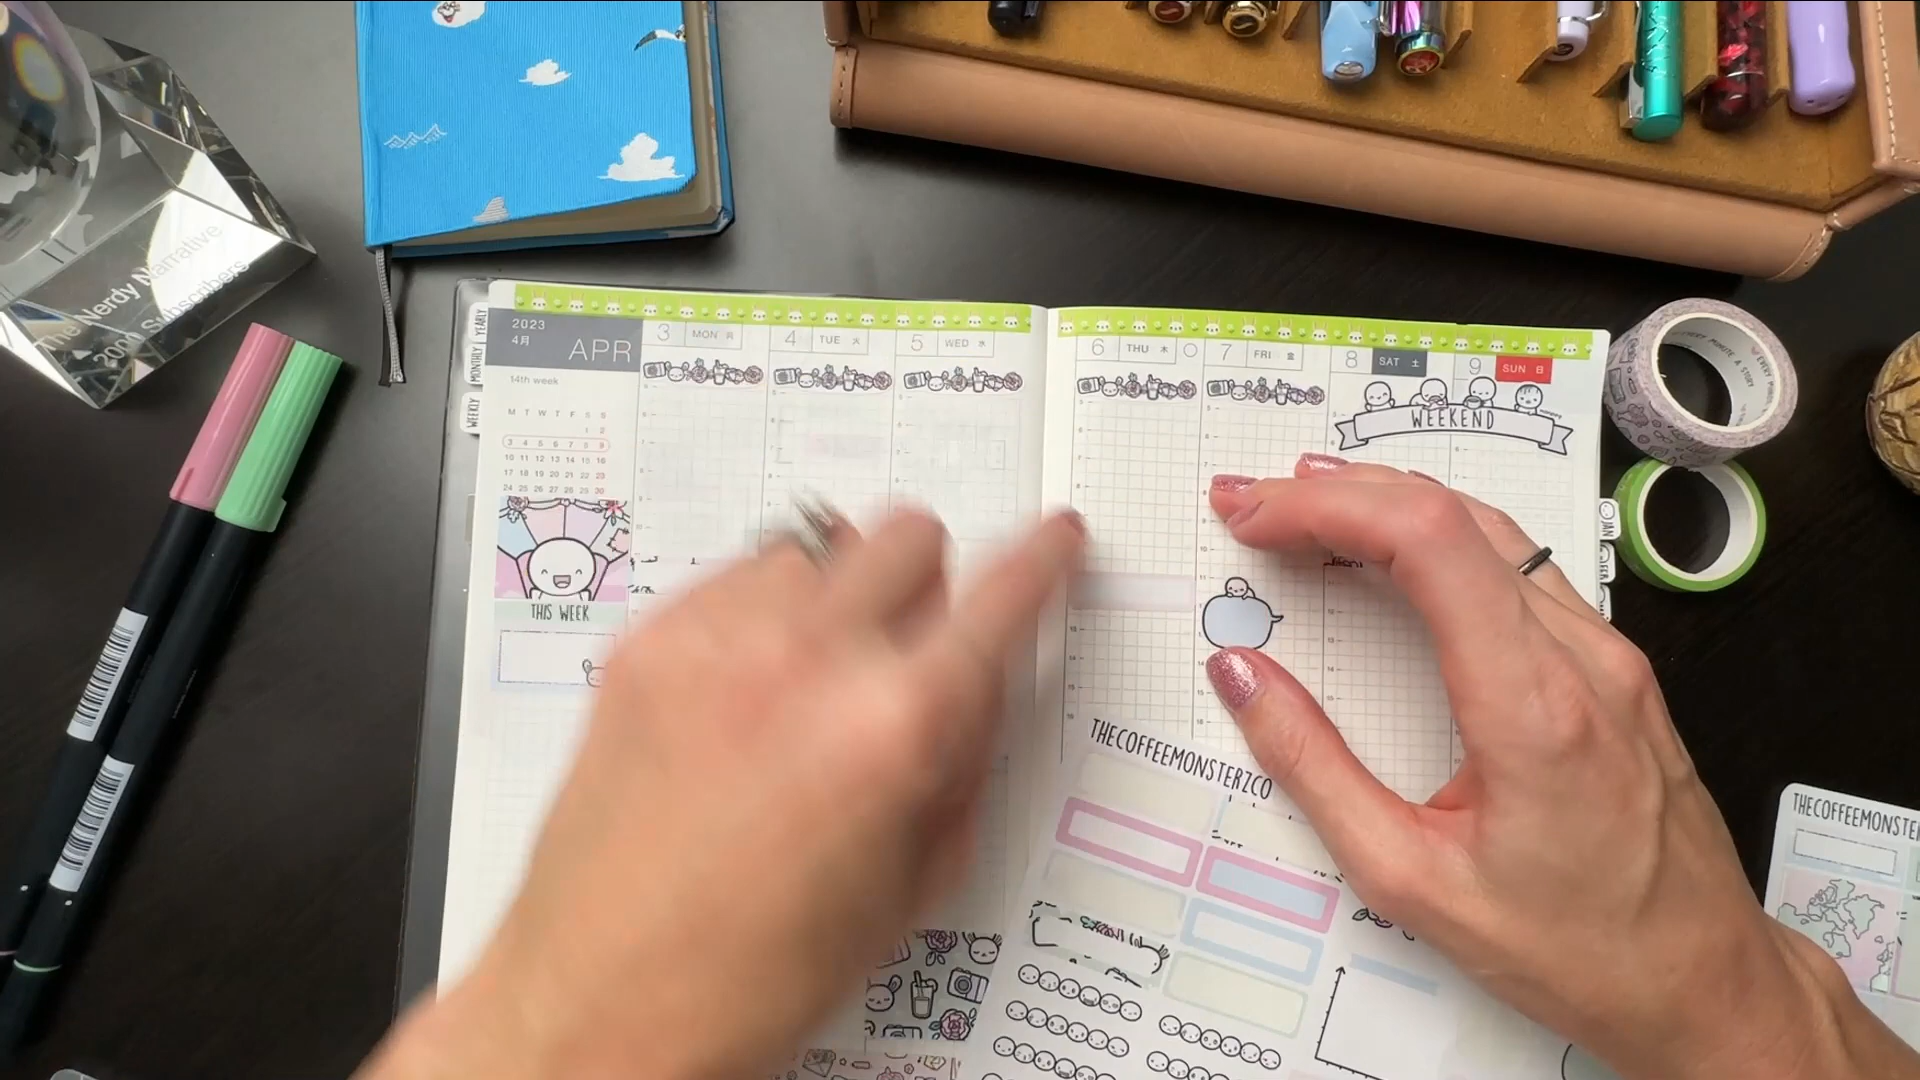 The Nerdy Narrative
2000 Subscribers
YEARLY
MONTHLY
WEEKLY
2023
4月
APR
14th week
M T W T F S S
1 2
3 4 5 6 7 8 9
10 11 12 13 14 15 16
17 18 19 20 21 22 23
24 25 26 27 28 29 30
THIS WEEK
3 MON 月
4 TUE 火
5 WED 水
6 THU 木
7 FRI 金
8 SAT 土
9 SUN 日
WEEKEND
JAN
FEB
THECOFFEEMONSTERZCO
THECOFFEEMONSTER